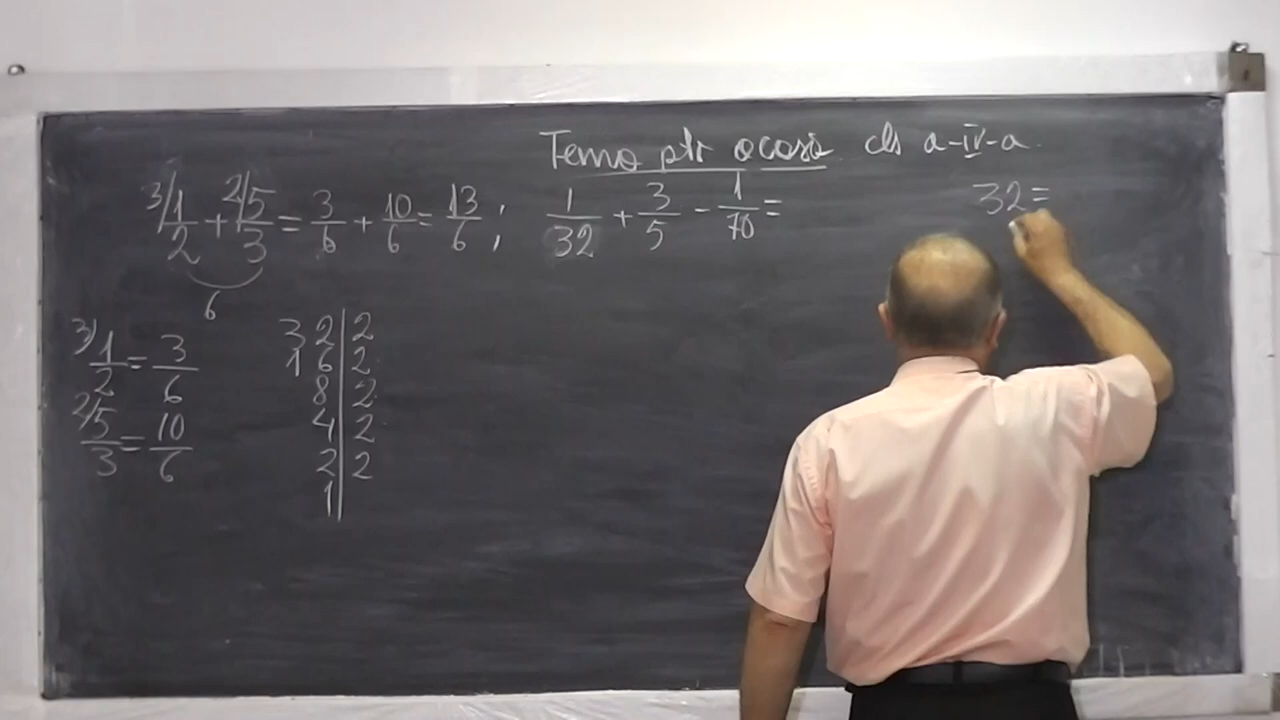 Tema ptr acasă cls a-IV-a.
3/1/2 + 2/5/3 = 3/6 + 10/6 = 13/6 ; 1/32 + 3/5 - 1/70 =
6
32=
3/1/2 = 3/6
2/5/3 = 10/6
32|2
16|2
8|2
4|2
2|2
1|